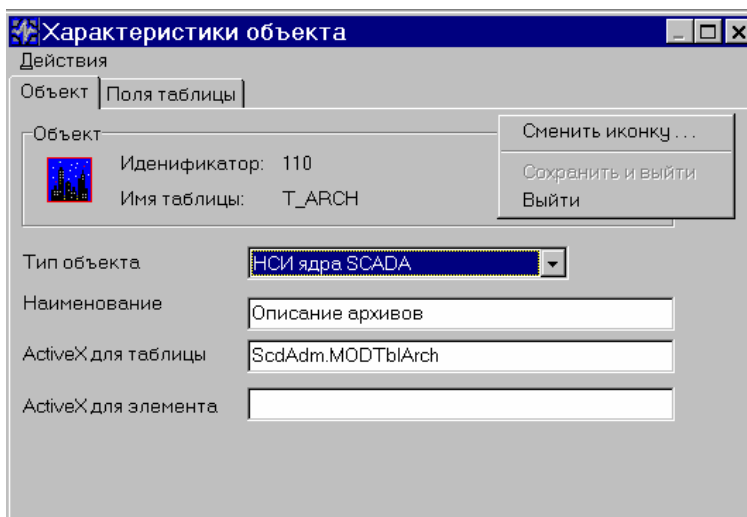 Характеристики объекта
Действия
Объект Поля таблицы
Объект
Сменить иконку . . .
Иденификатор: 110
Сохранить и выйти
Имя таблицы: T_ARCH
Выйти
Тип объекта НСИ ядра SCADA
Наименование Описание архивов
ActiveX для таблицы ScdAdm.MODTblArch
ActiveX для элемента